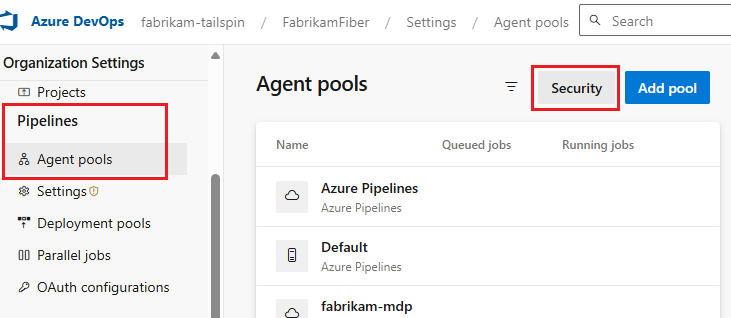 Azure DevOps fabrikam-tailspin / FabrikamFiber / Settings / Agent pools Search
Organization Settings
Projects
Pipelines
Agent pools
Settings
Deployment pools
Parallel jobs
OAuth configurations
Agent pools Security Add pool
Name Queued jobs Running jobs
Azure Pipelines
Azure Pipelines
Default
Azure Pipelines
fabrikam-mdp